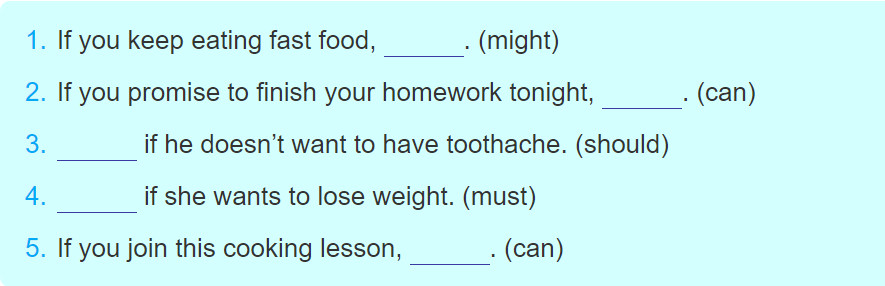 1. If you keep eating fast food, ______. (might)
2. If you promise to finish your homework tonight, ______. (can)
3. ______ if he doesn’t want to have toothache. (should)
4. ______ if she wants to lose weight. (must)
5. If you join this cooking lesson, ______. (can)